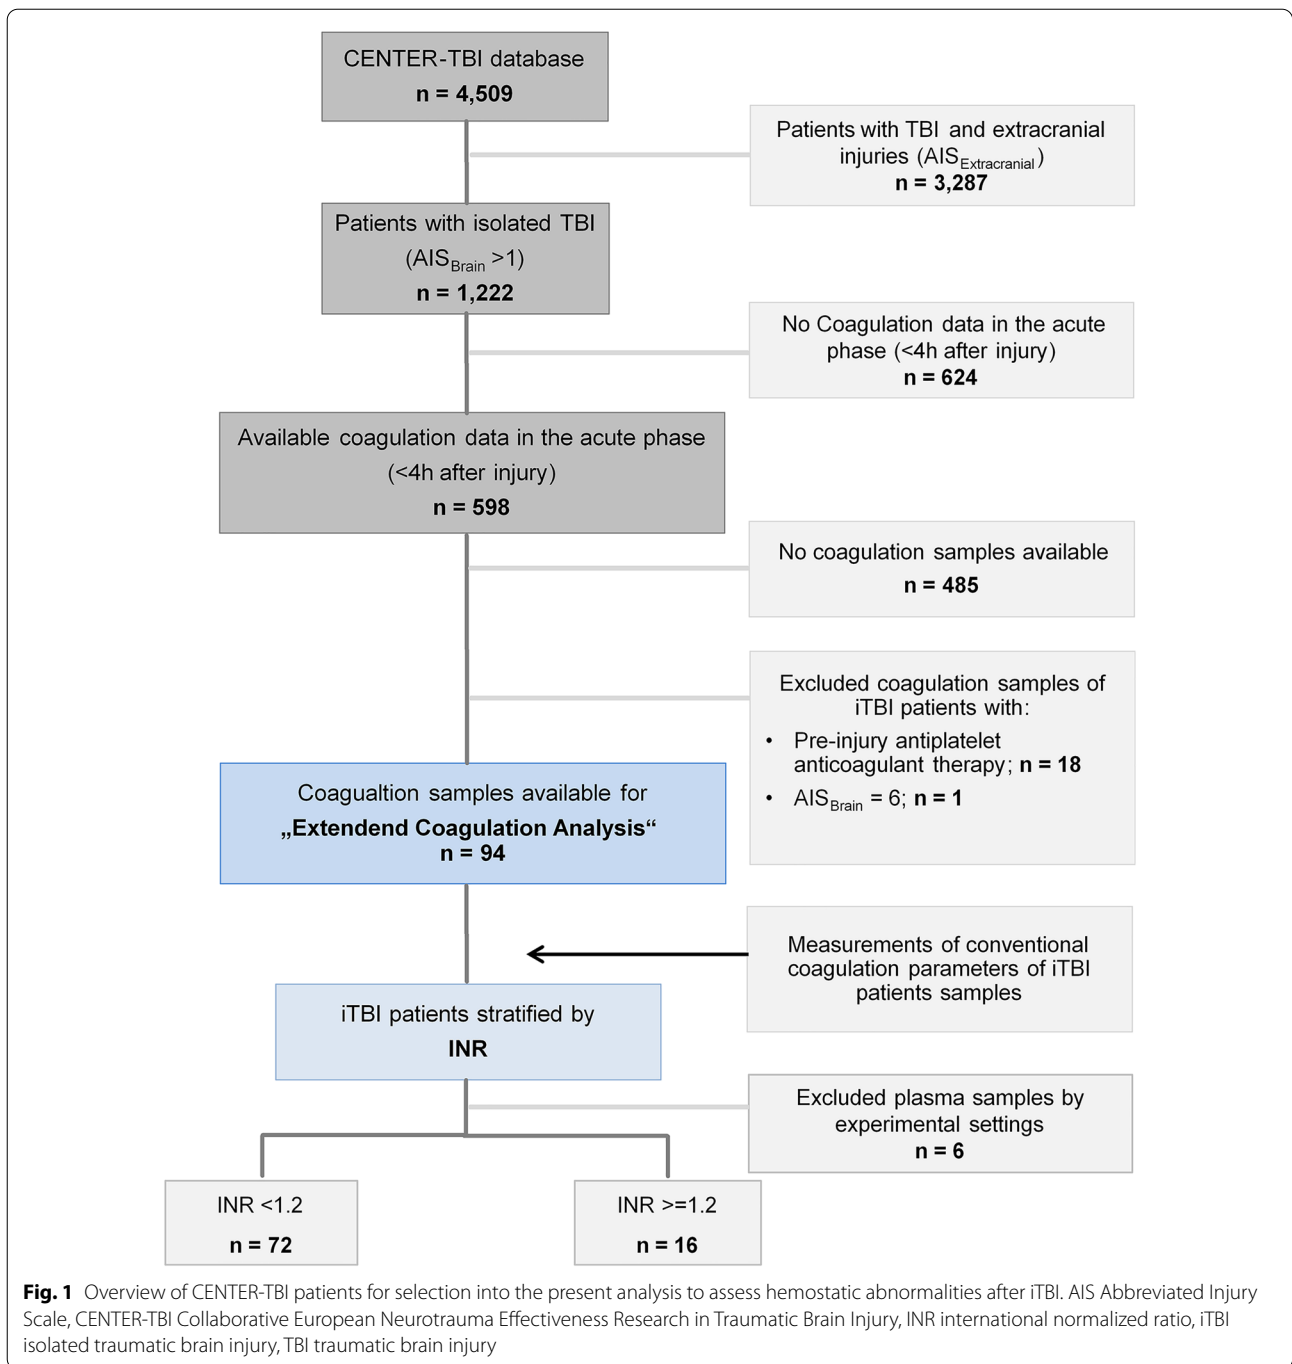 CENTER-TBI database
n = 4,509
Patients with TBI and extracranial
injuries (AISExtracranial)
n = 3,287
Patients with isolated TBI
(AISBrain >1)
n = 1,222
No Coagulation data in the acute
phase (<4h after injury)
n = 624
Available coagulation data in the acute phase
(<4h after injury)
n = 598
No coagulation samples available
n = 485
Excluded coagulation samples of
iTBI patients with:
• Pre-injury antiplatelet
anticoagulant therapy; n = 18
• AISBrain = 6; n = 1
Coagualtion samples available for
„Extendend Coagulation Analysis“
n = 94
Measurements of conventional
coagulation parameters of iTBI
patients samples
iTBI patients stratified by
INR
Excluded plasma samples by
experimental settings
n = 6
INR <1.2
n = 72
INR >=1.2
n = 16
Fig. 1 Overview of CENTER-TBI patients for selection into the present analysis to assess hemostatic abnormalities after iTBI. AIS Abbreviated Injury
Scale, CENTER-TBI Collaborative European Neurotrauma Effectiveness Research in Traumatic Brain Injury, INR international normalized ratio, iTBI
isolated traumatic brain injury, TBI traumatic brain injury